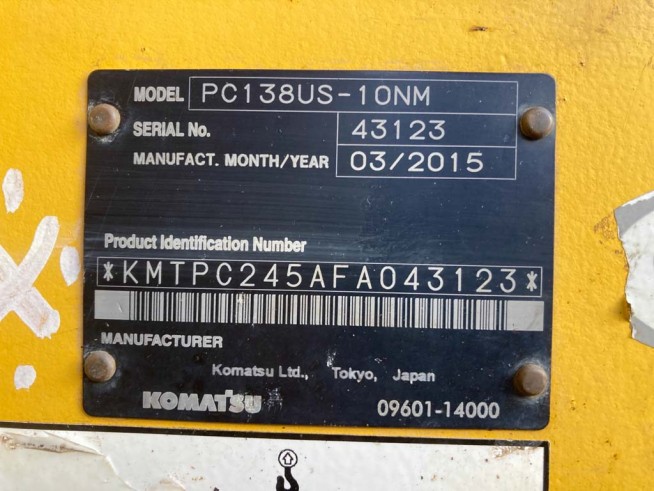 MODEL PC138US-10NM
SERIAL No. 43123
MANUFACT. MONTH/YEAR 03/2015
Product Identification Number
*KMTPC245AFA043123*
MANUFACTURER
Komatsu Ltd., Tokyo, Japan
KOMATSU 09601-14000